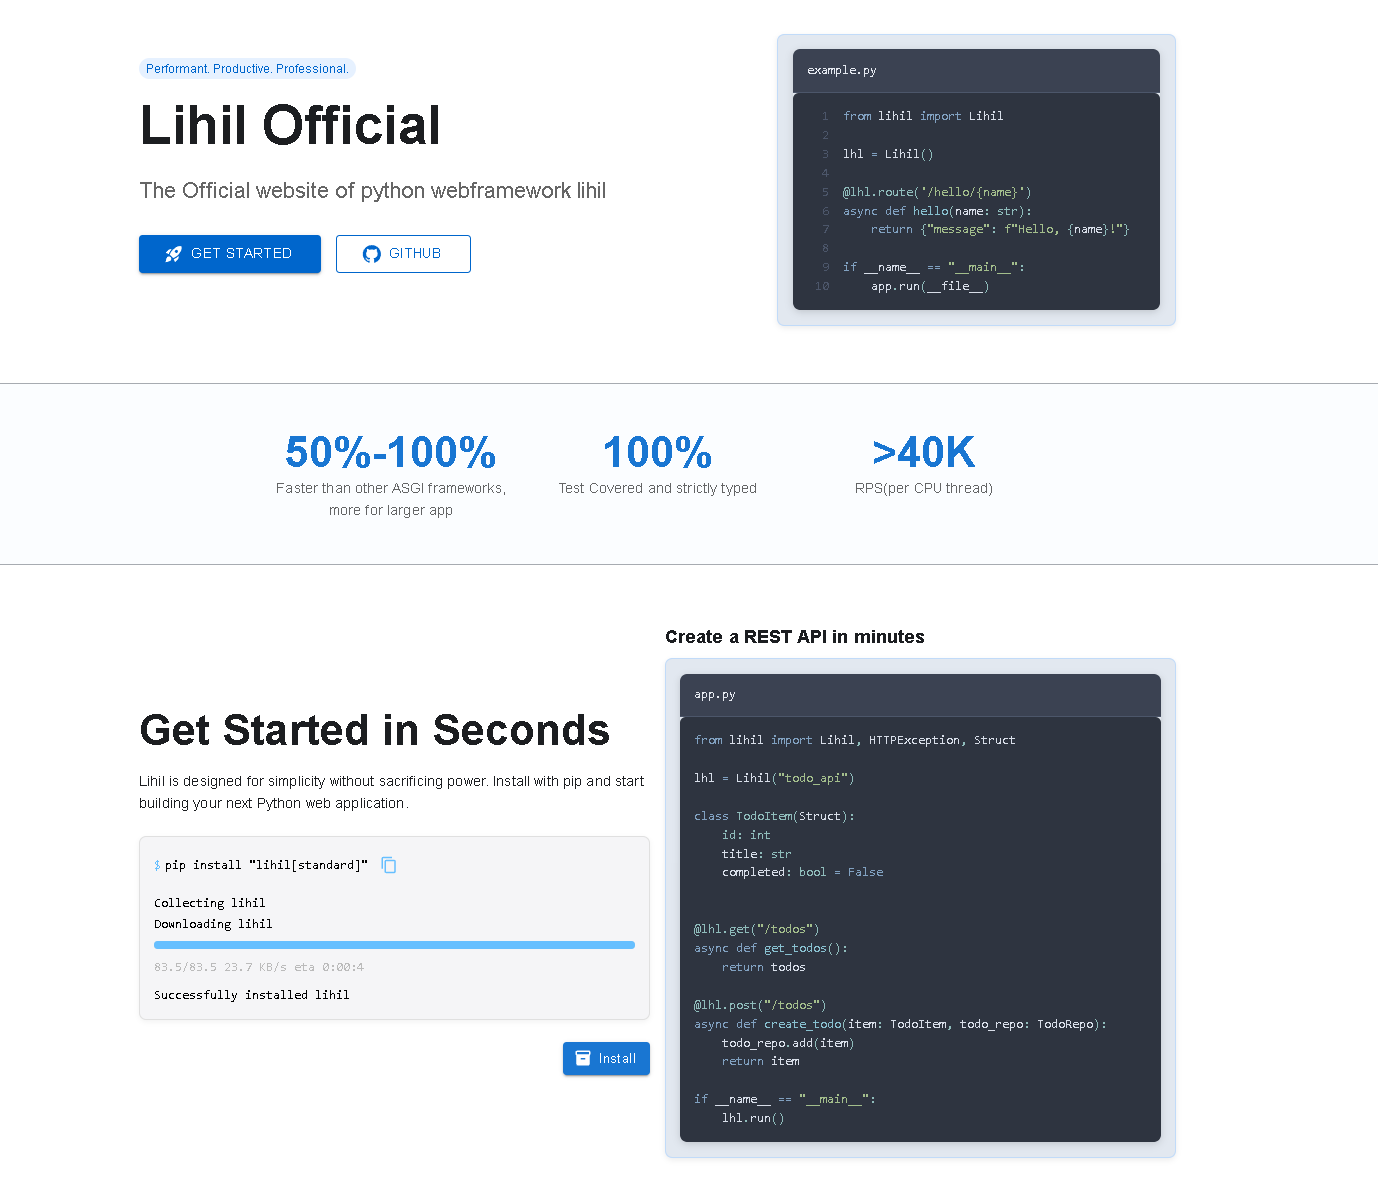 Performant. Productive. Professional.
Lihil Official
The Official website of python webframework lihil
GET STARTED
GITHUB
example.py
1 from lihil import Lihil
2
3 lhl = Lihil()
4
5 @lhl.route('/hello/{name}')
6 async def hello(name: str):
7     return {"message": f"Hello, {name}!"}
8
9 if __name__ == "__main__":
10     app.run(__file__)
50%-100%
Faster than other ASGI frameworks,
more for larger app
100%
Test Covered and strictly typed
>40K
RPS(per CPU thread)
Get Started in Seconds
Lihil is designed for simplicity without sacrificing power. Install with pip and start
building your next Python web application.
$ pip install "lihil[standard]"
Collecting lihil
Downloading lihil
83.5/83.5 23.7 KB/s eta 0:00:4
Successfully installed lihil
Install
Create a REST API in minutes
app.py
from lihil import Lihil, HTTPException, Struct
lhl = Lihil("todo_api")
class TodoItem(Struct):
    id: int
    title: str
    completed: bool = False
@lhl.get("/todos")
async def get_todos():
    return todos
@lhl.post("/todos")
async def create_todo(item: TodoItem, todo_repo: TodoRepo):
    todo_repo.add(item)
    return item
if __name__ == "__main__":
    lhl.run()